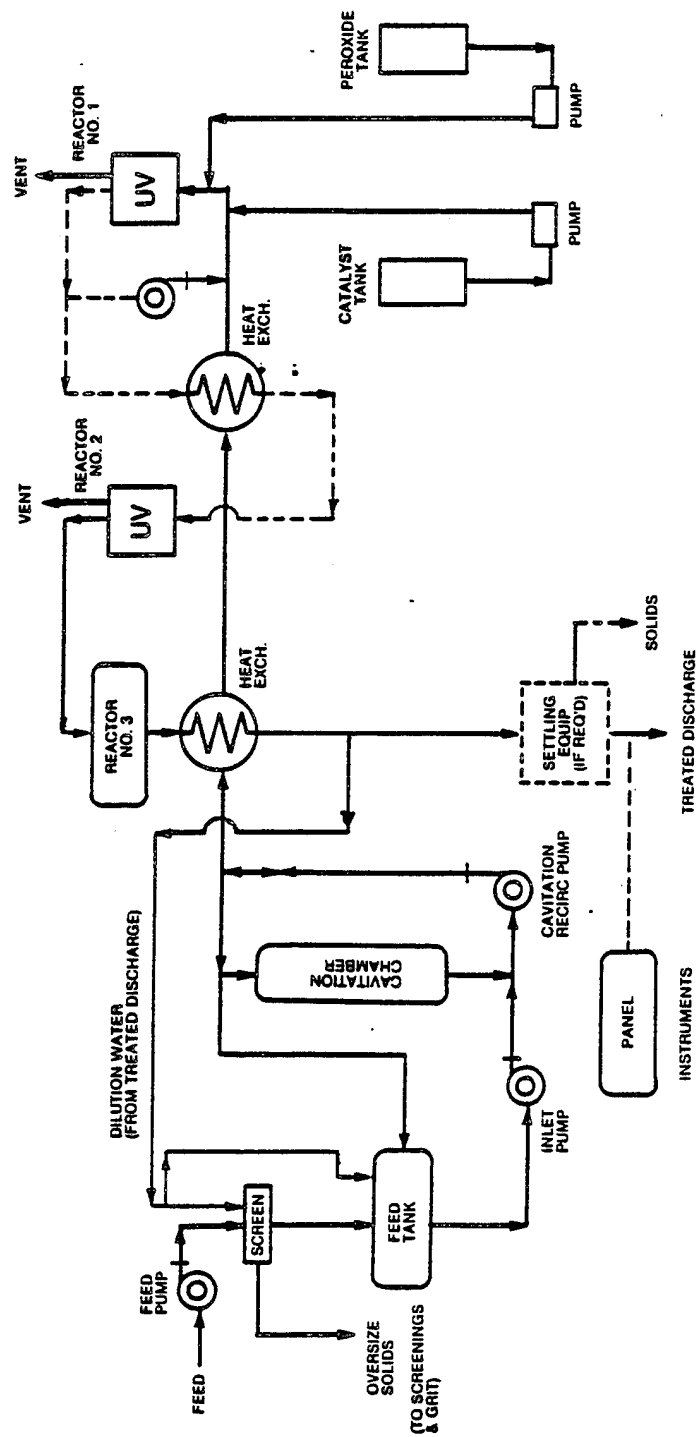 FEED
FEED
PUMP
SCREEN
OVERSIZE
SOLIDS
(TO SCREENINGS
& GRIT)
FEED
TANK
DILUTION WATER
(FROM TREATED DISCHARGE)
INLET
PUMP
CAVITATION
CHAMBER
CAVITATION
RECIRC PUMP
PANEL
INSTRUMENTS
REACTOR
NO. 3
HEAT
EXCH.
SETTLING
EQUIP
(IF REQ'D)
SOLIDS
TREATED DISCHARGE
VENT
REACTOR
NO. 2
UV
HEAT
EXCH.
VENT
REACTOR
NO. 1
UV
CATALYST
TANK
PUMP
PEROXIDE
TANK
PUMP